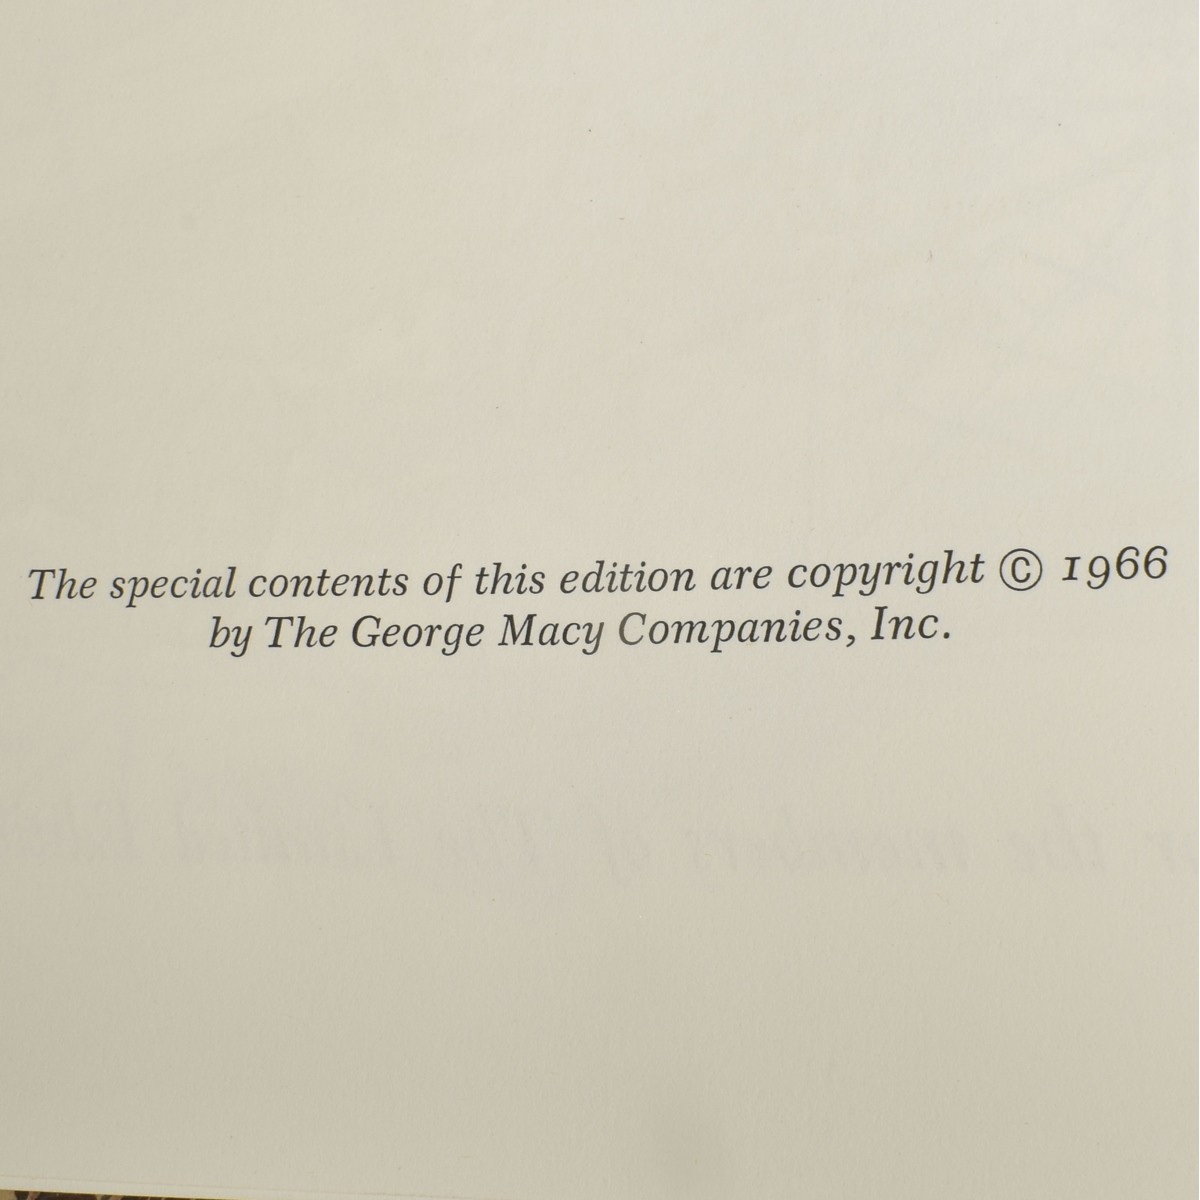 The special contents of this edition are copyright © 1966
by The George Macy Companies, Inc.